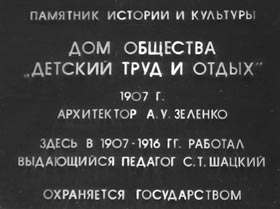 ПАМЯТНИК ИСТОРИИ И КУЛЬТУРЫ
ДОМ ОБЩЕСТВА
„ДЕТСКИЙ ТРУД И ОТДЫХ"
1907 Г.
АРХИТЕКТОР А.У.ЗЕЛЕНКО
ЗДЕСЬ В 1907-1916 ГГ. РАБОТАЛ
ВЫДАЮЩИЙСЯ ПЕДАГОГ С.Т.ШАЦКИЙ
ОХРАНЯЕТСЯ ГОСУДАРСТВОМ